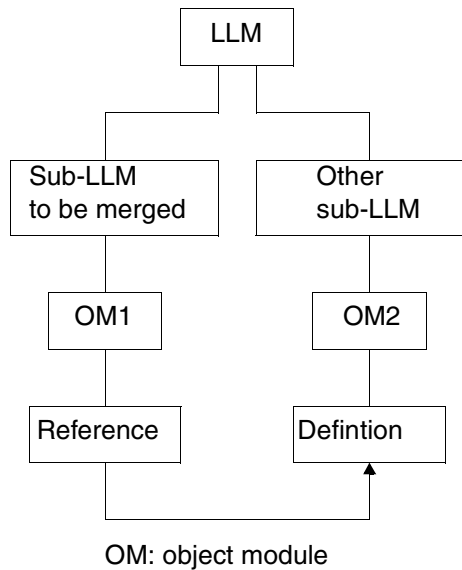 LLM
Sub-LLM
to be merged
Other
sub-LLM
OM1
OM2
Reference
Defintion
OM: object module